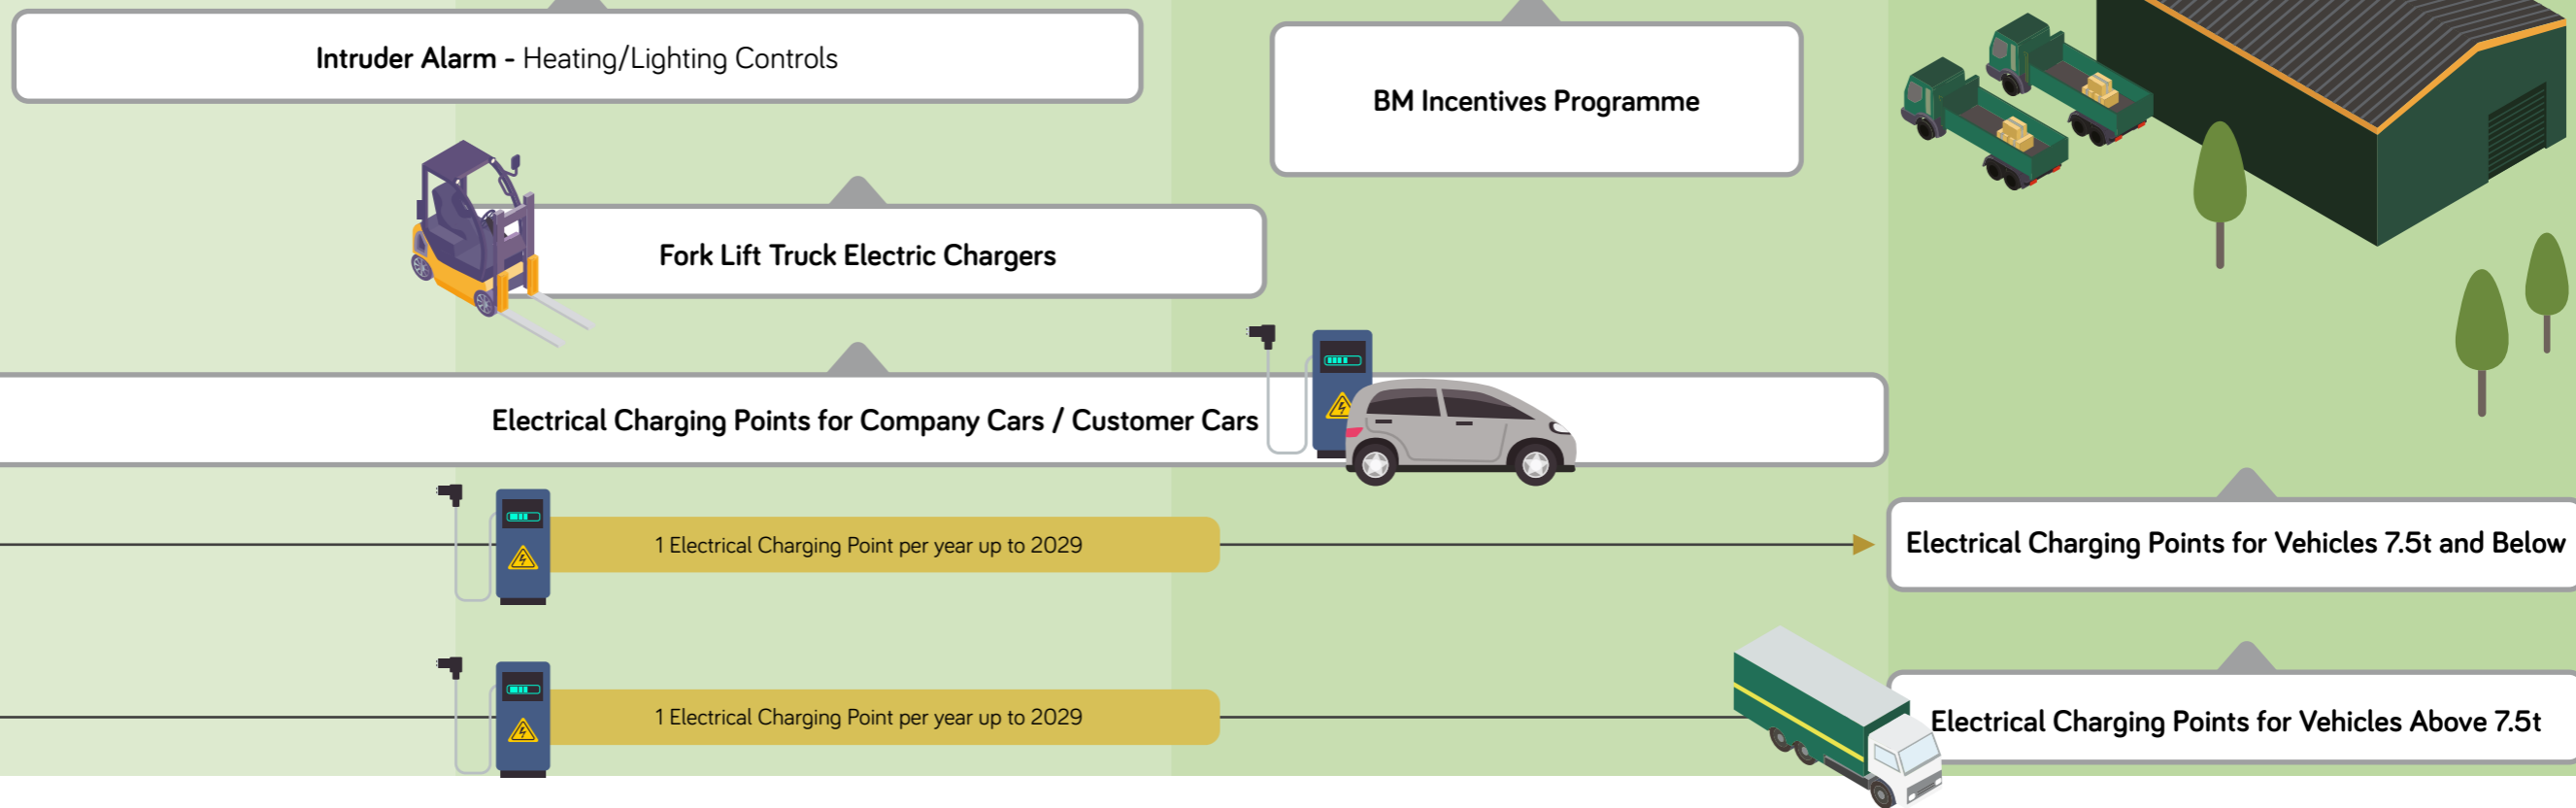 Intruder Alarm - Heating/Lighting Controls
BM Incentives Programme
Fork Lift Truck Electric Chargers
Electrical Charging Points for Company Cars / Customer Cars
1 Electrical Charging Point per year up to 2029
Electrical Charging Points for Vehicles 7.5t and Below
1 Electrical Charging Point per year up to 2029
Electrical Charging Points for Vehicles Above 7.5t